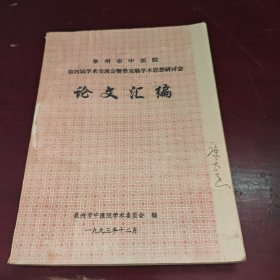 泉州市中医院
第四届学术交流会暨蔡友敬学术思想研讨会
论文汇编
泉州市中医院学术委员会 编
一九九三年十二月